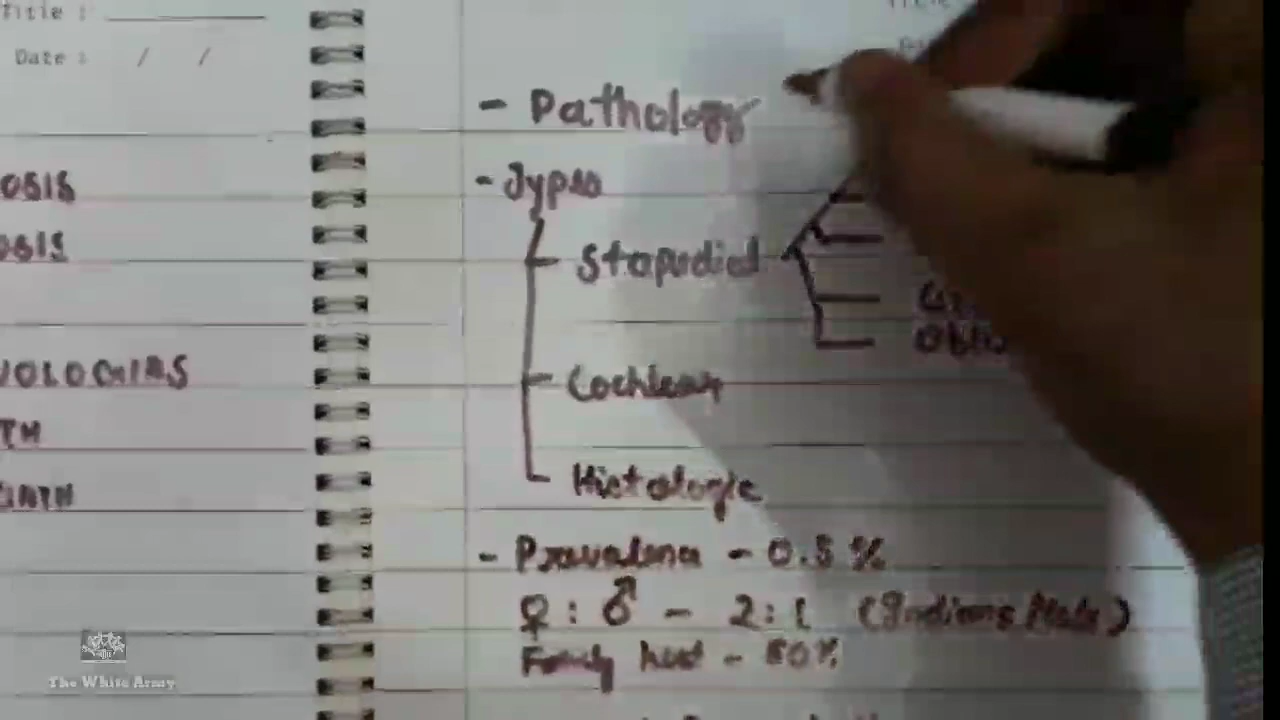 Title :
Date : / /
OSIS
OSIS
TH
- Pathology
- Types
Stapedial
Cochlear
Histologic
- Prevalence - 0.5 %
♀ : ♂ - 2:1 (Indians Male)
Family hist - 50%
The White Army